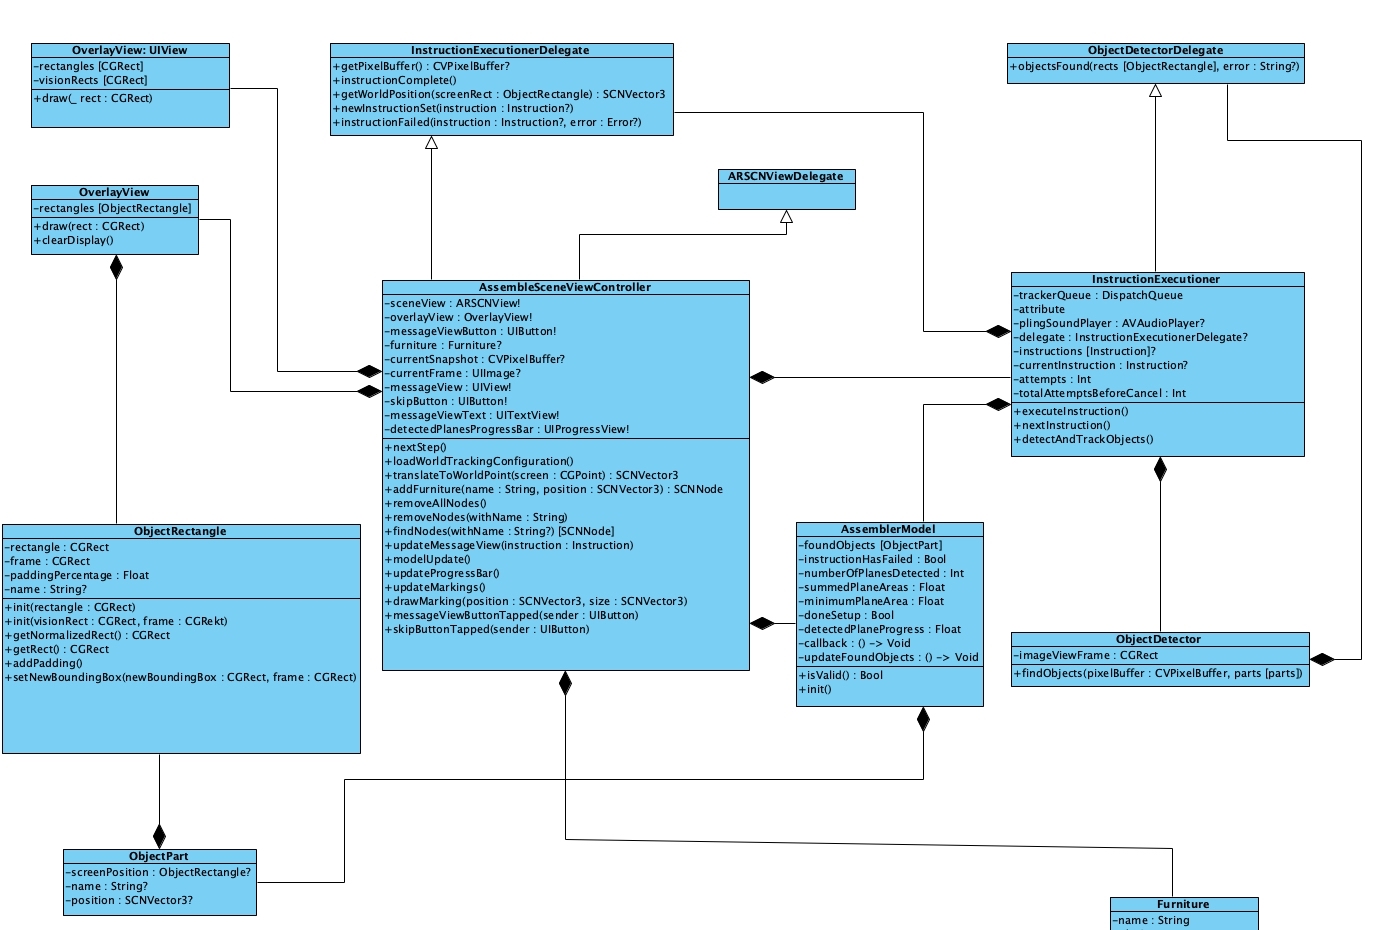 OverlayView: UIView
-rectangles [CGRect]
-visionRects [CGRect]
+draw(_ rect : CGRect)
InstructionExecutionerDelegate
+getPixelBuffer() : CVPixelBuffer?
+instructionComplete()
+getWorldPosition(screenRect : ObjectRectangle) : SCNVector3
+newInstructionSet(instruction : Instruction?)
+instructionFailed(instruction : Instruction?, error : Error?)
ObjectDetectorDelegate
+objectsFound(rects [ObjectRectangle], error : String?)
ARSCNViewDelegate
OverlayView
-rectangles [ObjectRectangle]
+draw(rect : CGRect)
+clearDisplay()
AssembleSceneViewController
-sceneView : ARSCNView!
-overlayView : OverlayView!
-messageViewButton : UIButton!
-furniture : Furniture?
-currentSnapshot : CVPixelBuffer?
-currentFrame : UIImage?
-messageView : UIView!
-skipButton : UIButton!
-messageViewText : UITextView!
-detectedPlanesProgressBar : UIProgressView!
+nextStep()
+loadWorldTrackingConfiguration()
+translateToWorldPoint(screen : CGPoint) : SCNVector3
+addFurniture(name : String, position : SCNVector3) : SCNNode
+removeAllNodes()
+removeNodes(withName : String)
+findNodes(withName : String?) [SCNNode]
+updateMessageView(instruction : Instruction)
+modelUpdate()
+updateProgressBar()
+updateMarkings()
+drawMarking(position : SCNVector3, size : SCNVector3)
+messageViewButtonTapped(sender : UIButton)
+skipButtonTapped(sender : UIButton)
InstructionExecutioner
-trackerQueue : DispatchQueue
-attribute
-plingSoundPlayer : AVAudioPlayer?
-delegate : InstructionExecutionerDelegate?
-instructions [Instruction]?
-currentInstruction : Instruction?
-attempts : Int
-totalAttemptsBeforeCancel : Int
+executeInstruction()
+nextInstruction()
+detectAndTrackObjects()
ObjectRectangle
-rectangle : CGRect
-frame : CGRect
-paddingPercentage : Float
-name : String?
+init(rectangle : CGRect)
+init(visionRect : CGRect, frame : CGRekt)
+getNormalizedRect() : CGRect
+getRect() : CGRect
+addPadding()
+setNewBoundingBox(newBoundingBox : CGRect, frame : CGRect)
AssemblerModel
-foundObjects [ObjectPart]
-instructionHasFailed : Bool
-numberOfPlanesDetected : Int
-summedPlaneAreas : Float
-minimumPlaneArea : Float
-doneSetup : Bool
-detectedPlaneProgress : Float
-callback : () -> Void
-updateFoundObjects : () -> Void
+isValid() : Bool
+init()
ObjectDetector
-imageViewFrame : CGRect
+findObjects(pixelBuffer : CVPixelBuffer, parts [parts])
ObjectPart
-screenPosition : ObjectRectangle?
-name : String?
-position : SCNVector3?
Furniture
-name : String